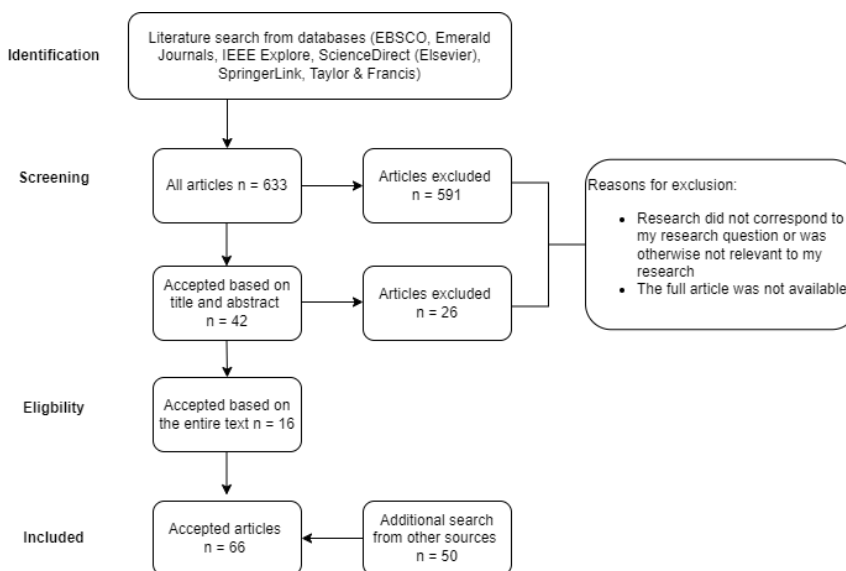 Identification
Literature search from databases (EBSCO, Emerald
Journals, IEEE Explore, ScienceDirect (Elsevier),
SpringerLink, Taylor & Francis)
Screening
All articles n = 633
Articles excluded
n = 591
Reasons for exclusion:
• Research did not correspond to
my research question or was
otherwise not relevant to my
research
• The full article was not available
Accepted based on
title and abstract
n = 42
Articles excluded
n = 26
Eligbility
Accepted based on
the entire text n = 16
Included
Accepted articles
n = 66
Additional search
from other sources
n = 50